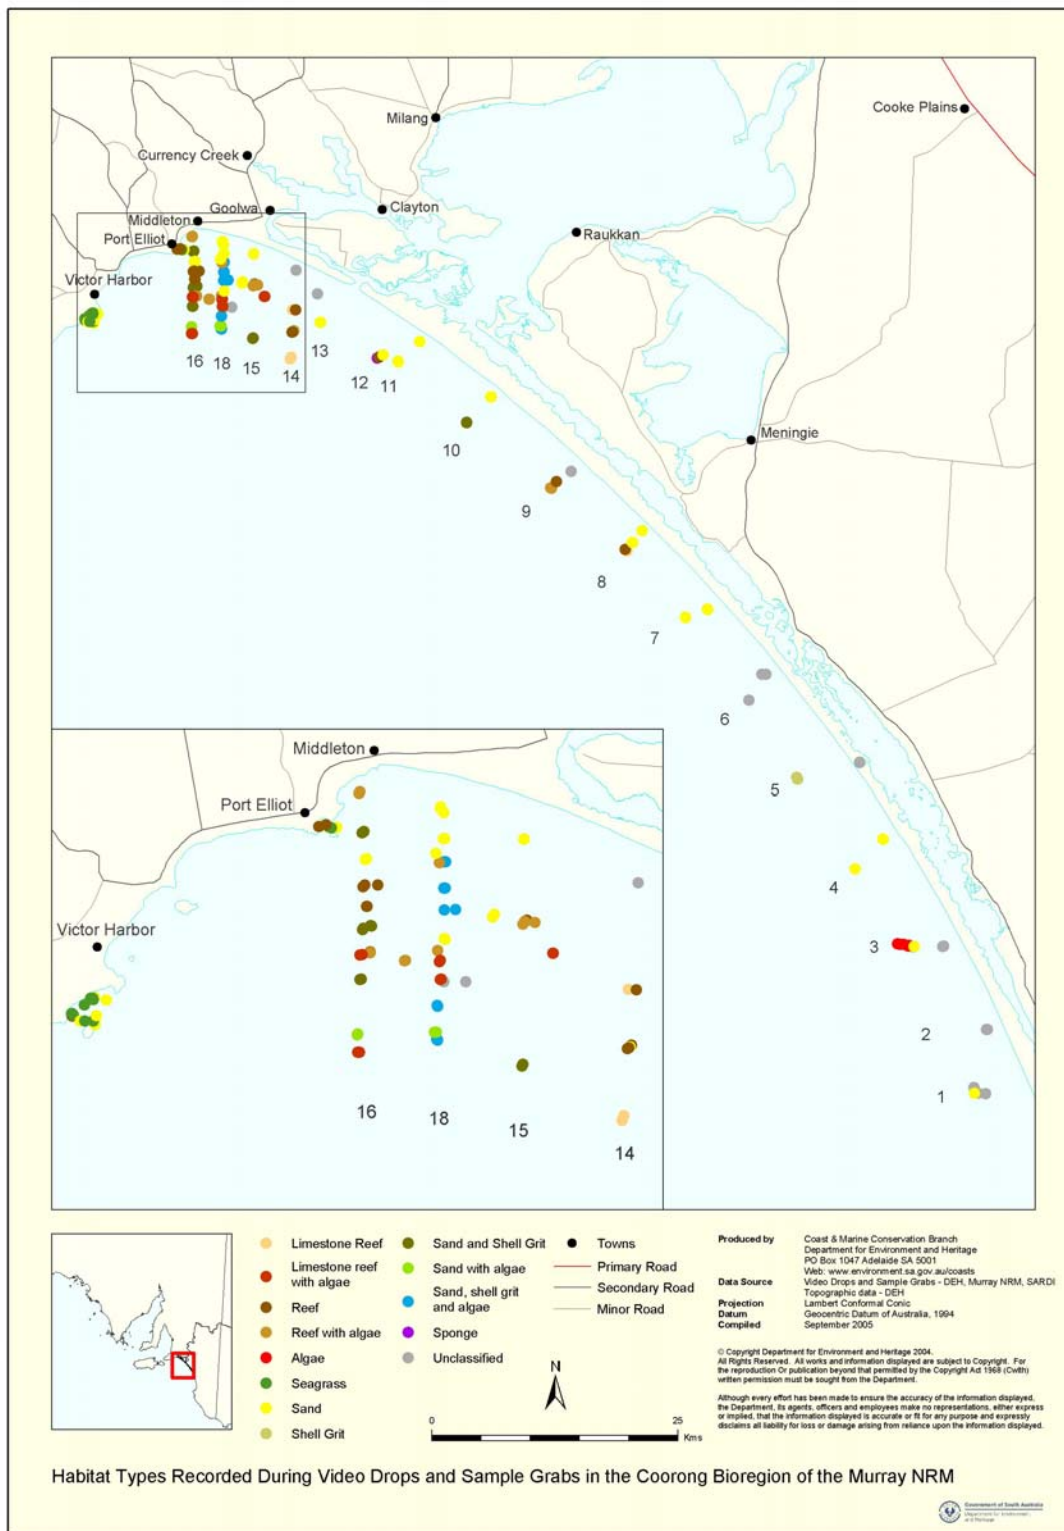 Cooke Plains
Milang
Currency Creek
Goolwa
Clayton
Middleton
Port Elliot
Raukkan
Victor Harbor
16
18
15
14
13
12
11
10
Meningie
9
8
7
6
5
4
3
2
1
Middleton
Port Elliot
Victor Harbor
16
18
15
14
Limestone Reef
Limestone reef
with algae
Reef
Reef with algae
Algae
Seagrass
Sand
Shell Grit
Sand and Shell Grit
Sand with algae
Sand, shell grit
and algae
Sponge
Unclassified
Towns
Primary Road
Secondary Road
Minor Road
N
0 25
Kms
Produced by Coast & Marine Conservation Branch
Department for Environment and Heritage
PO Box 1047 Adelaide SA 5001
Web: www.environment.sa.gov.au/coasts
Data Source Video Drops and Sample Grabs - DEH, Murray NRM, SARDI
Topographic data - DEH
Projection Lambert Conformal Conic
Datum Geocentric Datum of Australia, 1994
Compiled September 2005
© Copyright Department for Environment and Heritage 2004.
All Rights Reserved. All works and information displayed are subject to Copyright. For
the reproduction Or publication beyond that permitted by the Copyright Act 1968 (Cwlth)
written permission must be sought from the Department.
Although every effort has been made to ensure the accuracy of the information displayed,
the Department, its agents, officers and employees make no representations, either express
or implied, that the information displayed is accurate or fit for any purpose and expressly
disclaims all liability for loss or damage arising from reliance upon the information displayed.
Habitat Types Recorded During Video Drops and Sample Grabs in the Coorong Bioregion of the Murray NRM
Government of South Australia
Department for Environment
and Heritage